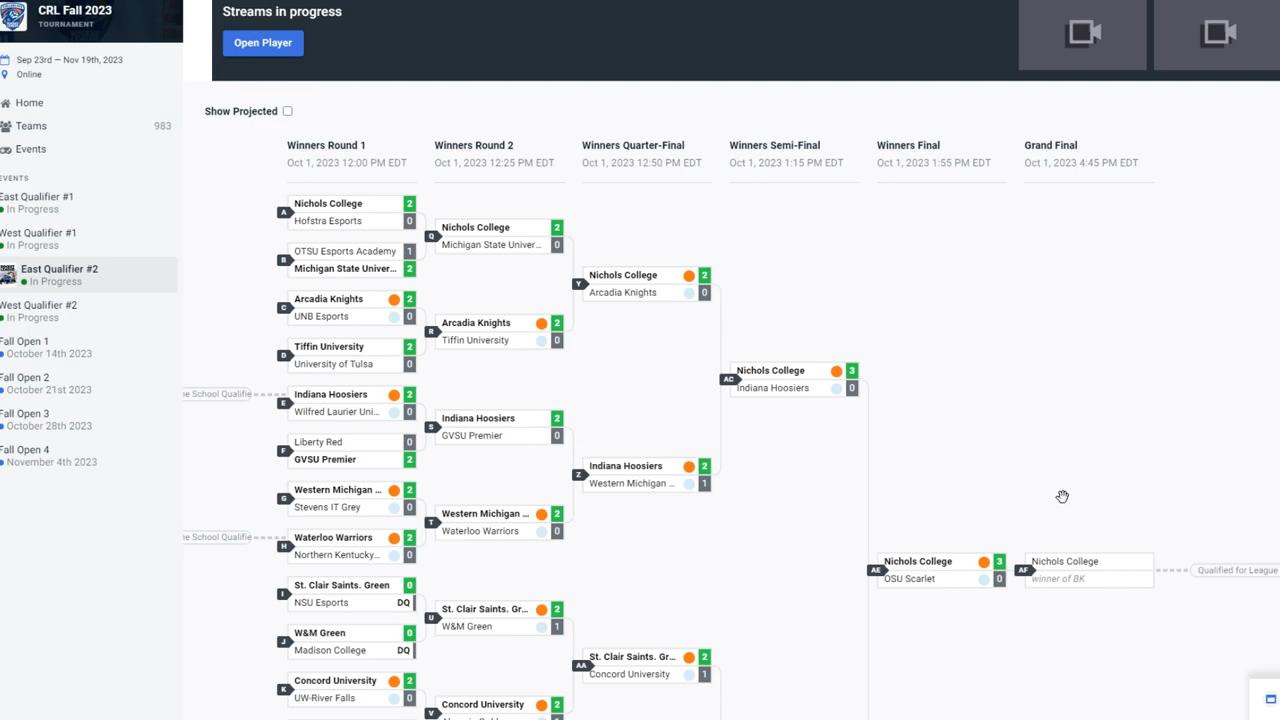 CRL Fall 2023
TOURNAMENT
Sep 23rd — Nov 19th, 2023
Online
Home
Teams 983
Events
EVENTS
East Qualifier #1
In Progress
West Qualifier #1
In Progress
East Qualifier #2
In Progress
West Qualifier #2
In Progress
Fall Open 1
October 14th 2023
Fall Open 2
October 21st 2023
Fall Open 3
October 28th 2023
Fall Open 4
November 4th 2023
Streams in progress
Open Player
Show Projected
Winners Round 1
Oct 1, 2023 12:00 PM EDT
A
Nichols College 2
Hofstra Esports 0
B
OTSU Esports Academy 1
Michigan State Univer... 2
C
Arcadia Knights 2
UNB Esports 0
D
Tiffin University 2
University of Tulsa 0
School Qualifie
E
Indiana Hoosiers 2
Wilfred Laurier Uni... 0
F
Liberty Red 0
GVSU Premier 2
G
Western Michigan ... 2
Stevens IT Grey 0
School Qualifie
H
Waterloo Warriors 2
Northern Kentucky... 0
I
St. Clair Saints. Green 0
NSU Esports DQ
J
W&M Green 0
Madison College DQ
K
Concord University 2
UW-River Falls 0
Winners Round 2
Oct 1, 2023 12:25 PM EDT
Q
Nichols College 2
Michigan State Univer... 0
R
Arcadia Knights 2
Tiffin University 0
S
Indiana Hoosiers 2
GVSU Premier 0
T
Western Michigan ... 2
Waterloo Warriors 0
U
St. Clair Saints. Gr... 2
W&M Green 1
V
Concord University 2
Winners Quarter-Final
Oct 1, 2023 12:50 PM EDT
Y
Nichols College 2
Arcadia Knights 0
Z
Indiana Hoosiers 2
Western Michigan ... 1
AA
St. Clair Saints. Gr... 2
Concord University 1
Winners Semi-Final
Oct 1, 2023 1:15 PM EDT
AC
Nichols College 3
Indiana Hoosiers 0
Winners Final
Oct 1, 2023 1:55 PM EDT
AE
Nichols College 3
OSU Scarlet 0
Grand Final
Oct 1, 2023 4:45 PM EDT
AF
Nichols College
winner of BK
Qualified for League